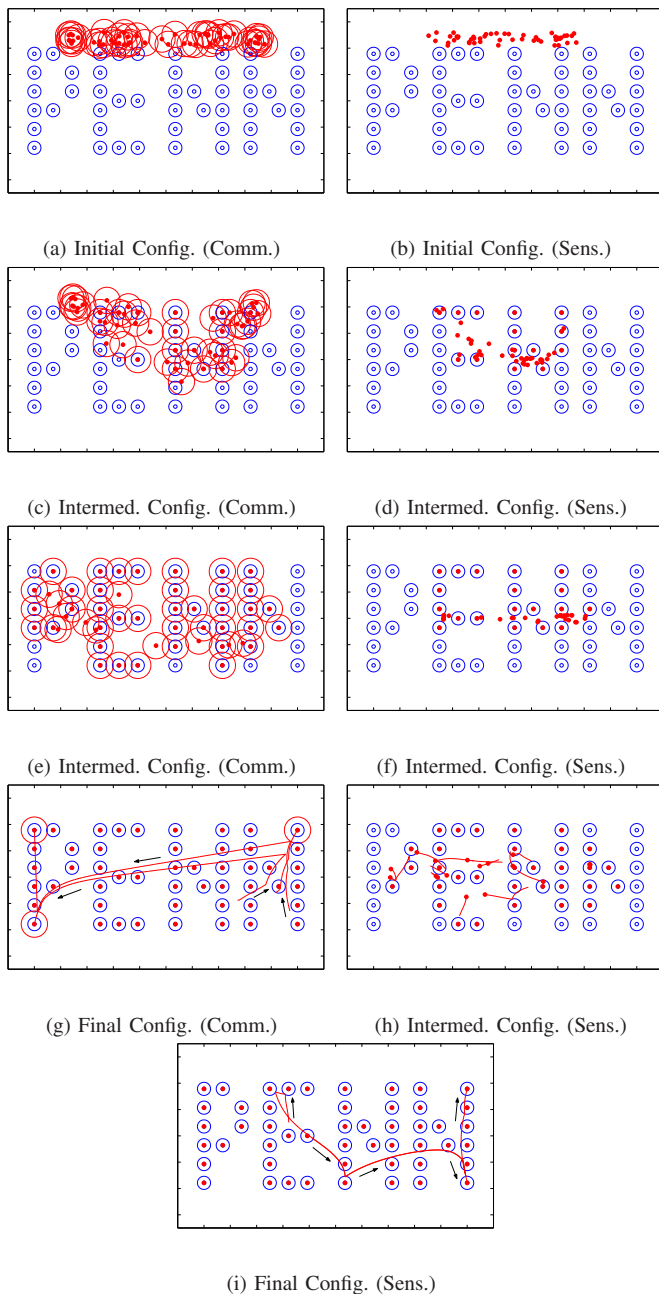 (a) Initial Config. (Comm.)
(b) Initial Config. (Sens.)
(c) Intermed. Config. (Comm.)
(d) Intermed. Config. (Sens.)
(e) Intermed. Config. (Comm.)
(f) Intermed. Config. (Sens.)
(g) Final Config. (Comm.)
(h) Intermed. Config. (Sens.)
(i) Final Config. (Sens.)